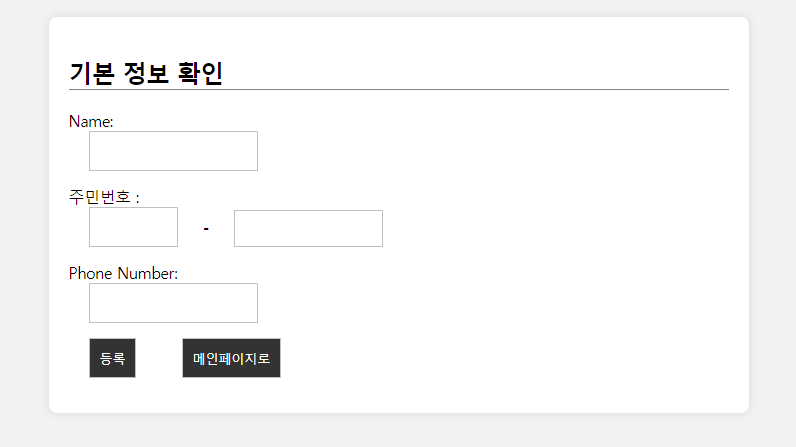 기본 정보 확인
Name:
주민번호 :
-
Phone Number:
등록 메인페이지로